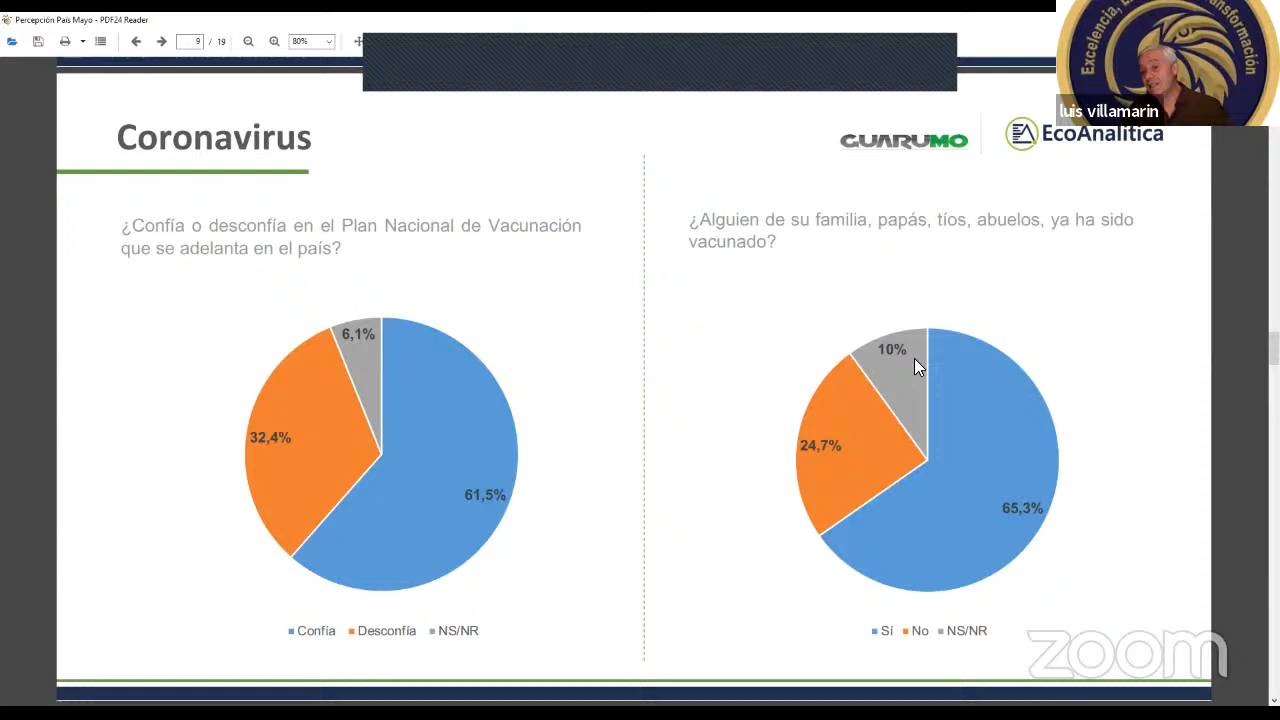 Percepción País Mayo - PDF24 Reader
9 / 19
80%
Excelencia,
Transformación
luis villamarin
Coronavirus
GUARUMO
EcoAnalítica
¿Confía o desconfía en el Plan Nacional de Vacunación
que se adelanta en el país?
¿Alguien de su familia, papás, tíos, abuelos, ya ha sido
vacunado?
6,1%
32,4%
61,5%
10%
24,7%
65,3%
Confía Desconfía NS/NR
Sí No NS/NR
zoom